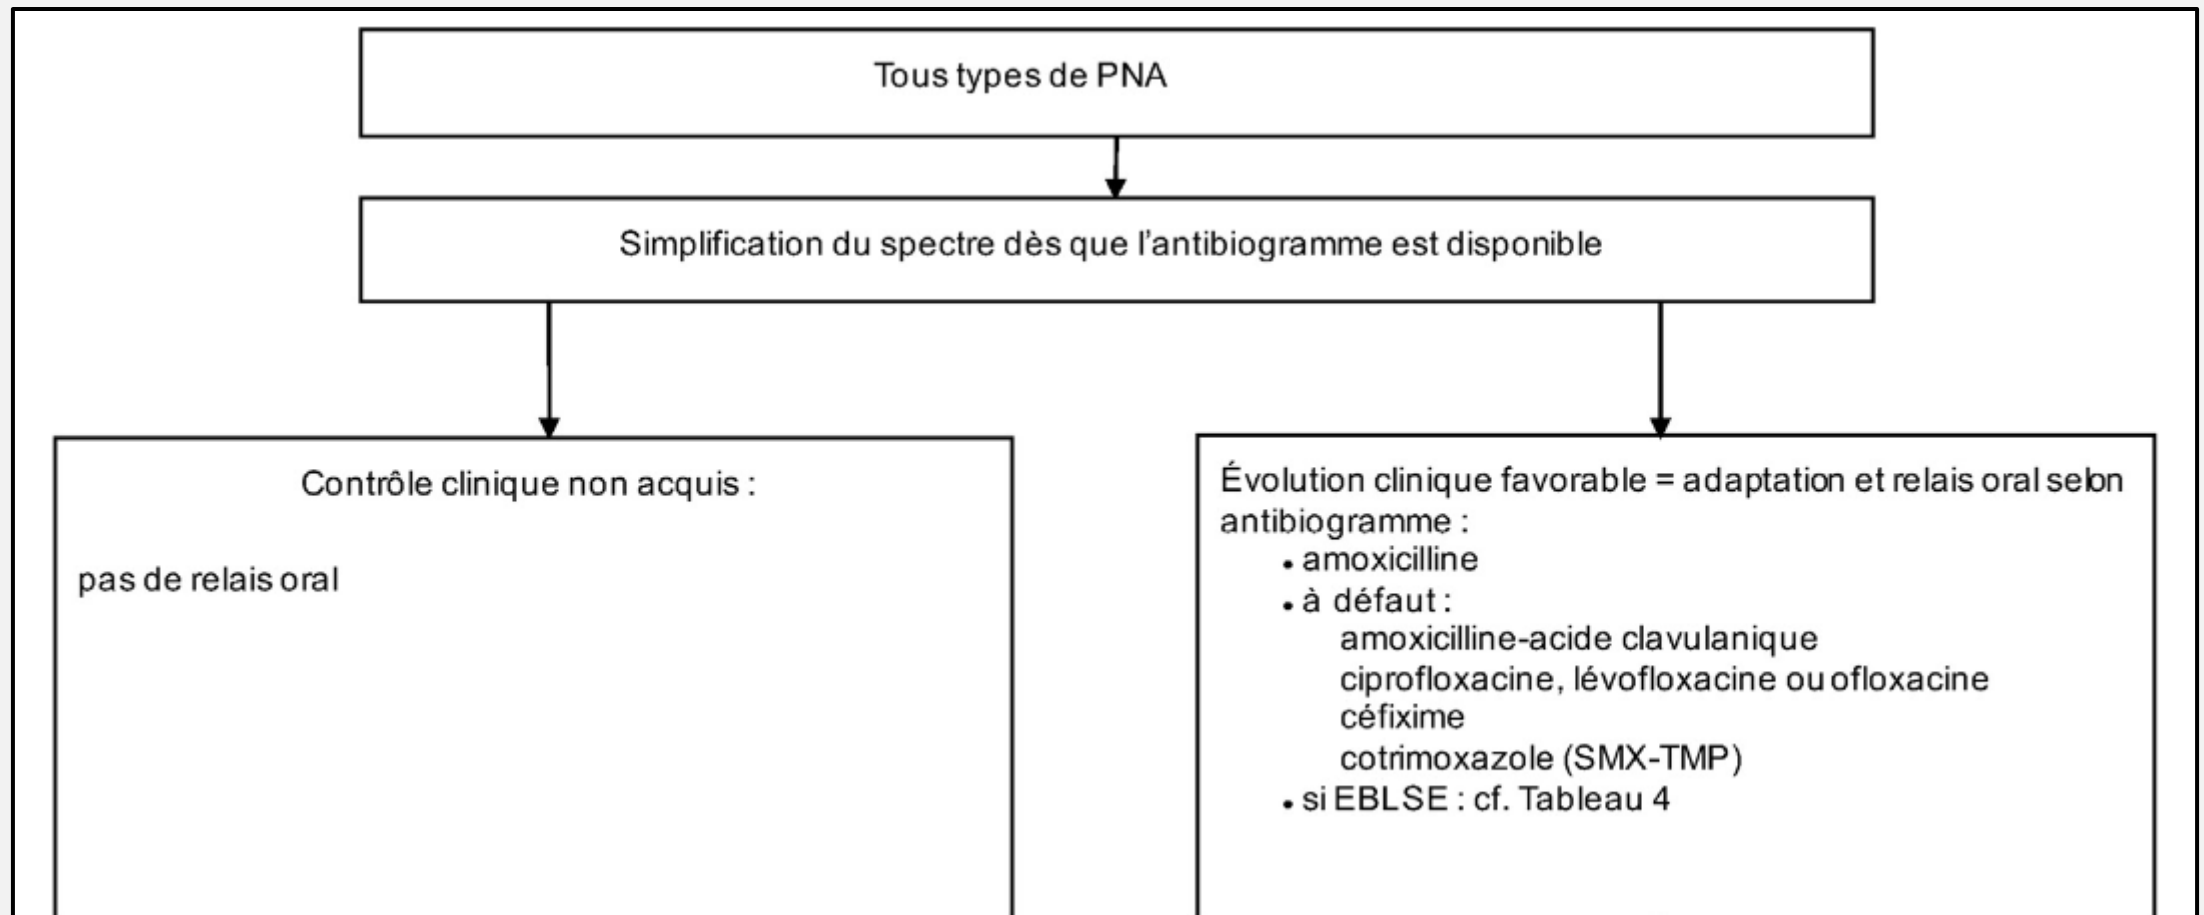 Tous types de PNA
Simplification du spectre dès que l'antibiogramme est disponible
Contrôle clinique non acquis :
pas de relais oral
Évolution clinique favorable = adaptation et relais oral selon
antibiogramme :
• amoxicilline
• à défaut :
amoxicilline-acide clavulanique
ciprofloxacine, lévofloxacine ou ofloxacine
céfixime
cotrimoxazole (SMX-TMP)
• si EBLSE : cf. Tableau 4